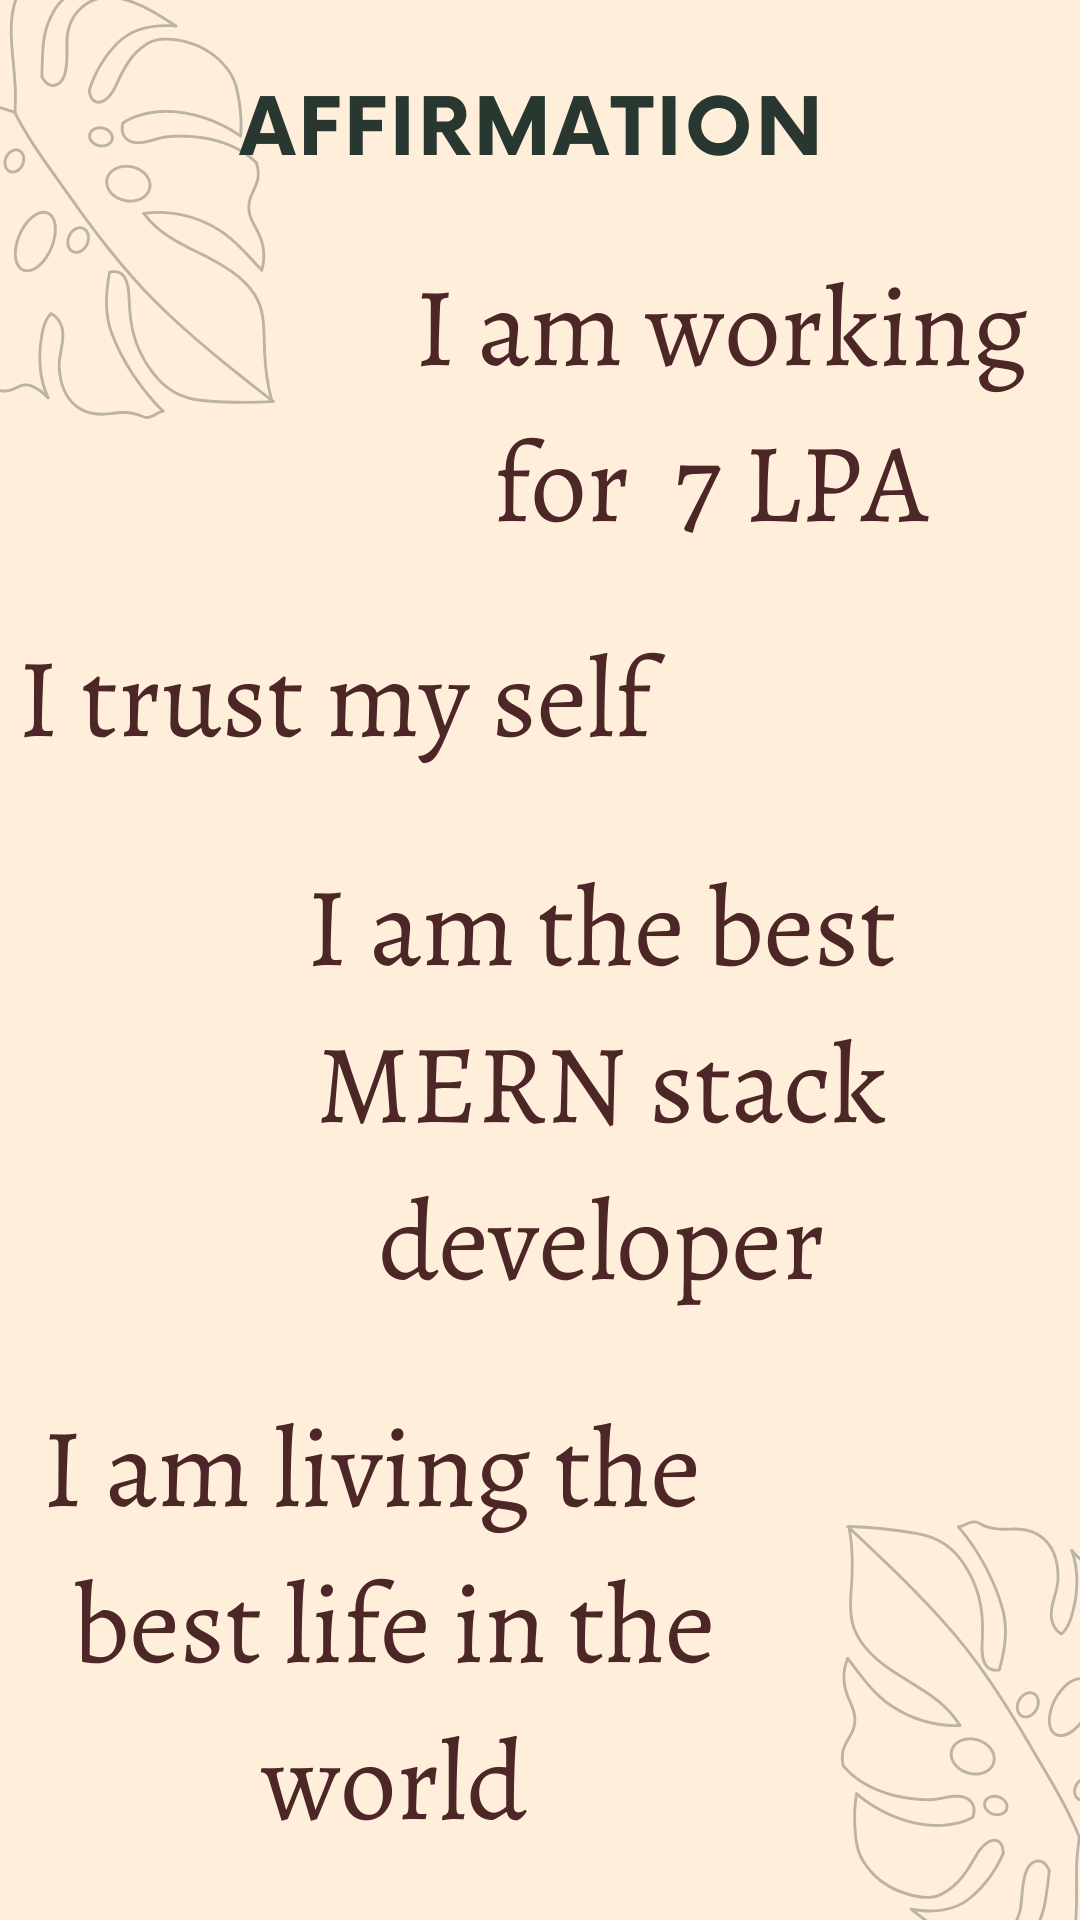 AFFIRMATION
I am working
for 7 LPA
I trust my self
I am the best
MERN stack
developer
I am living the
best life in the
world